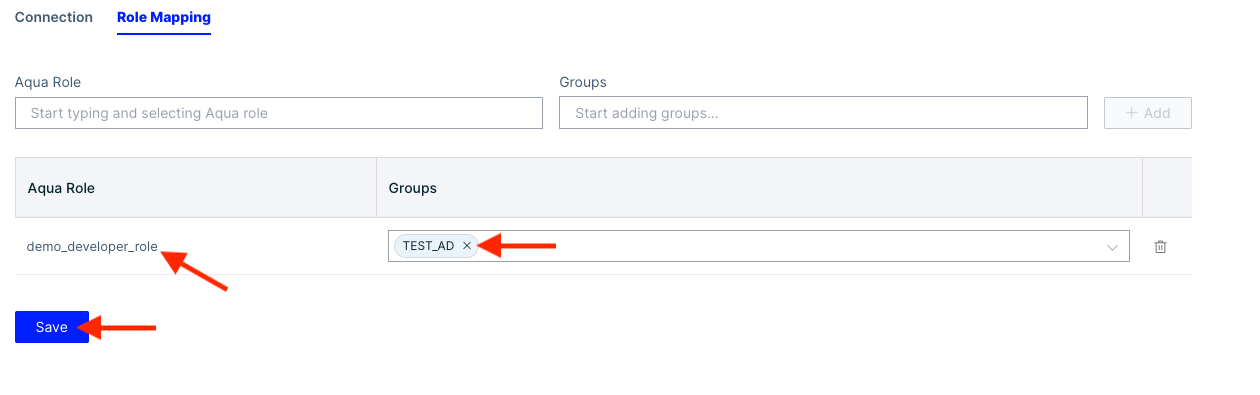 Connection Role Mapping
Aqua Role Groups
Start typing and selecting Aqua role Start adding groups... + Add
Aqua Role Groups
demo_developer_role TEST_AD ×
Save